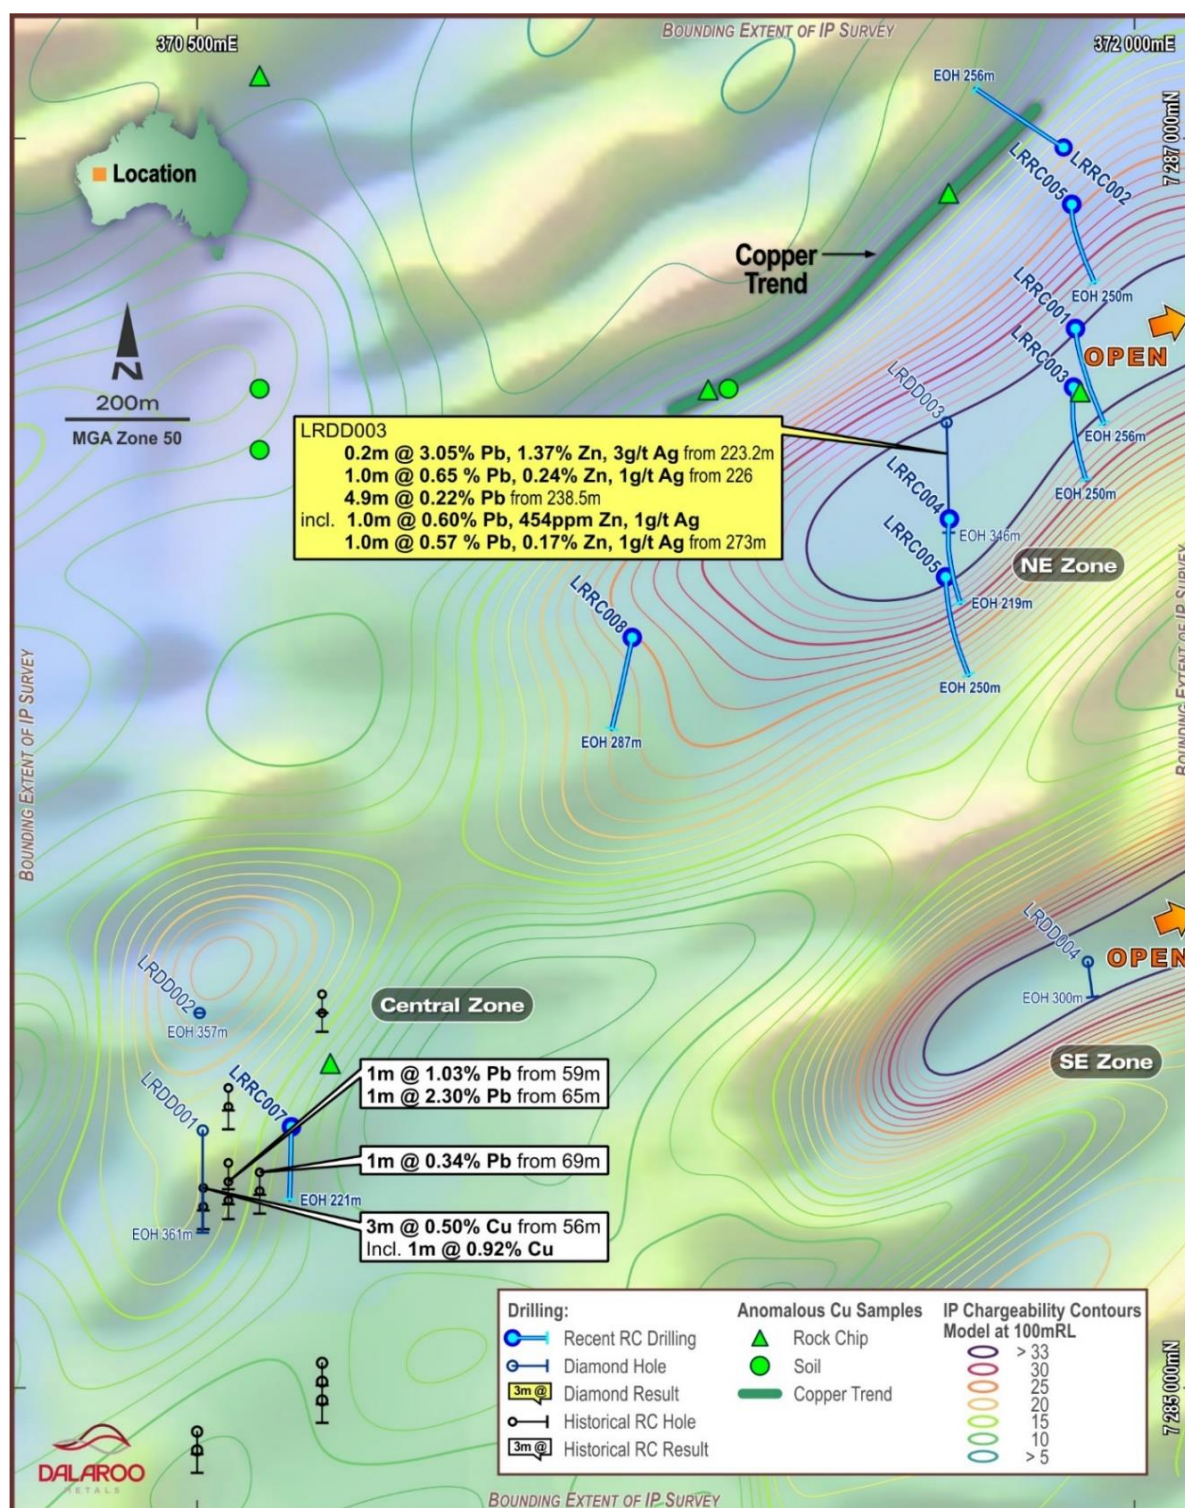 BOUNDING EXTENT OF IP SURVEY
370 500mE
372 000mE
7 287 000mN
EOH 256m
LRRC002
LRRC005
Location
Copper
Trend
EOH 250m
LRRC001
OPEN
LRRC003
N
200m
MGA Zone 50
LRDD003
LRDD003
0.2m @ 3.05% Pb, 1.37% Zn, 3g/t Ag from 223.2m
1.0m @ 0.65 % Pb, 0.24% Zn, 1g/t Ag from 226
4.9m @ 0.22% Pb from 238.5m
incl. 1.0m @ 0.60% Pb, 454ppm Zn, 1g/t Ag
1.0m @ 0.57 % Pb, 0.17% Zn, 1g/t Ag from 273m
EOH 256m
EOH 250m
LRRC004
EOH 346m
LRRC005
NE Zone
EOH 219m
LRRC008
EOH 250m
EOH 287m
BOUNDING EXTENT OF IP SURVEY
BOUNDING EXTENT OF IP SURVEY
LRDD004
OPEN
EOH 300m
SE Zone
LRDD002
EOH 357m
Central Zone
LRDD001
LRRC007
1m @ 1.03% Pb from 59m
1m @ 2.30% Pb from 65m
1m @ 0.34% Pb from 69m
EOH 221m
3m @ 0.50% Cu from 56m
Incl. 1m @ 0.92% Cu
EOH 361m
Drilling:
Recent RC Drilling
Diamond Hole
3m @ Diamond Result
Historical RC Hole
3m @ Historical RC Result
Anomalous Cu Samples
Rock Chip
Soil
Copper Trend
IP Chargeability Contours
Model at 100mRL
> 33
30
25
20
15
10
> 5
7 285 000mN
DALAROO
METALS
BOUNDING EXTENT OF IP SURVEY